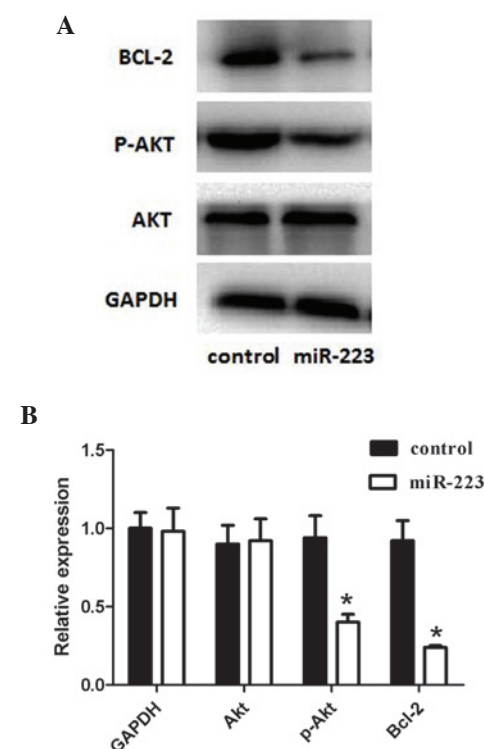 A
BCL-2
P-AKT
AKT
GAPDH
control miR-223
B
control
miR-223
Relative expression
1.5
1.0
0.5
0.0
*
*
GAPDH
Akt
p-Akt
Bcl-2